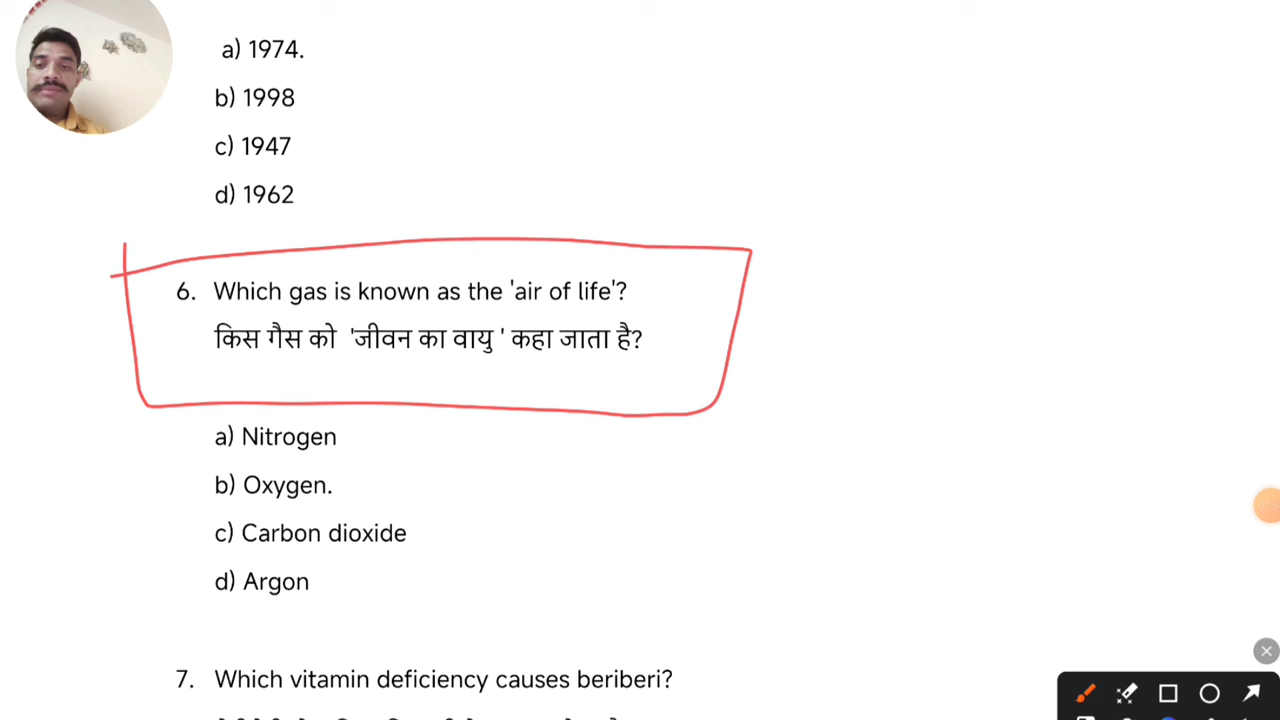 a) 1974.
b) 1998
c) 1947
d) 1962
6. Which gas is known as the 'air of life'?
किस गैस को 'जीवन का वायु ' कहा जाता है?
a) Nitrogen
b) Oxygen.
c) Carbon dioxide
d) Argon
7. Which vitamin deficiency causes beriberi?